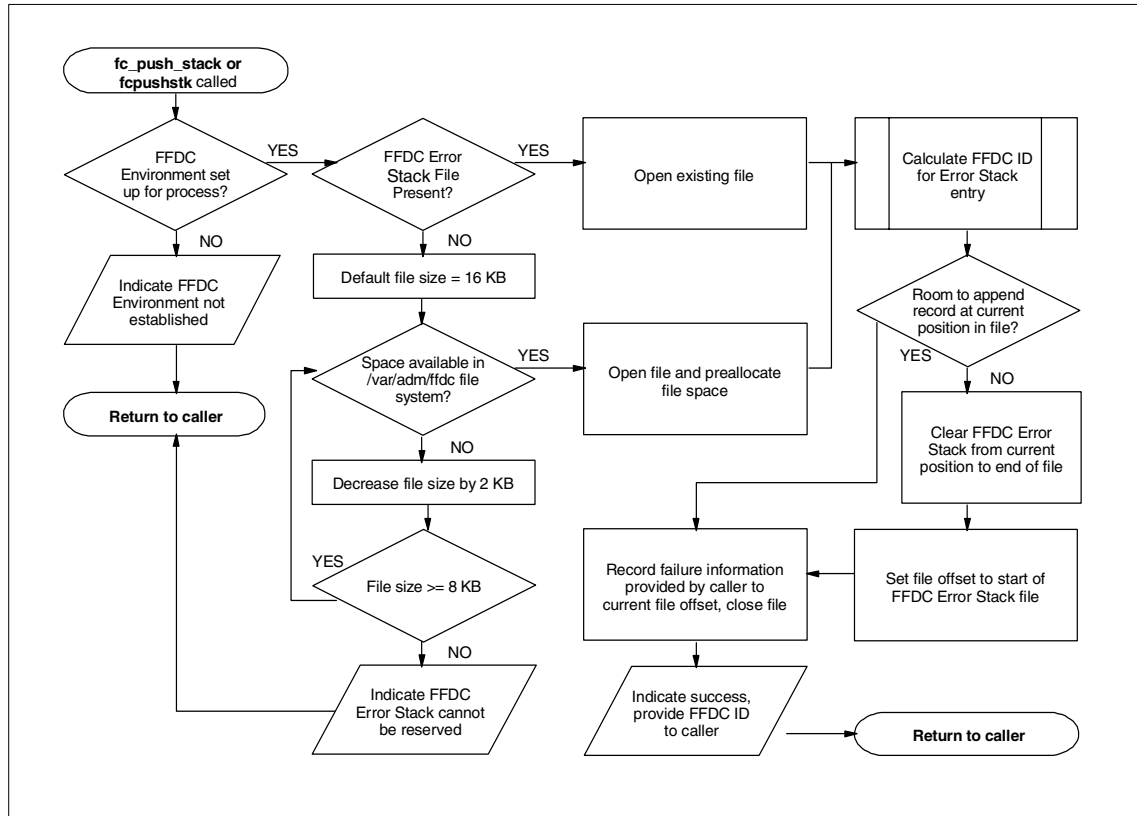 fc_push_stack or
fcpushstk called
FFDC
Environment set
up for process?
YES
NO
Indicate FFDC
Environment not
established
Return to caller
FFDC Error
Stack File
Present?
YES
NO
Default file size = 16 KB
Space available in
/var/adm/ffdc file
system?
YES
NO
Decrease file size by 2 KB
YES
File size >= 8 KB
NO
Indicate FFDC
Error Stack cannot
be reserved
Open existing file
Open file and preallocate
file space
Calculate FFDC ID
for Error Stack
entry
Room to append
record at current
position in file?
YES
NO
Clear FFDC Error
Stack from current
position to end of file
Set file offset to start of
FFDC Error Stack file
Record failure information
provided by caller to
current file offset, close file
Indicate success,
provide FFDC ID
to caller
Return to caller